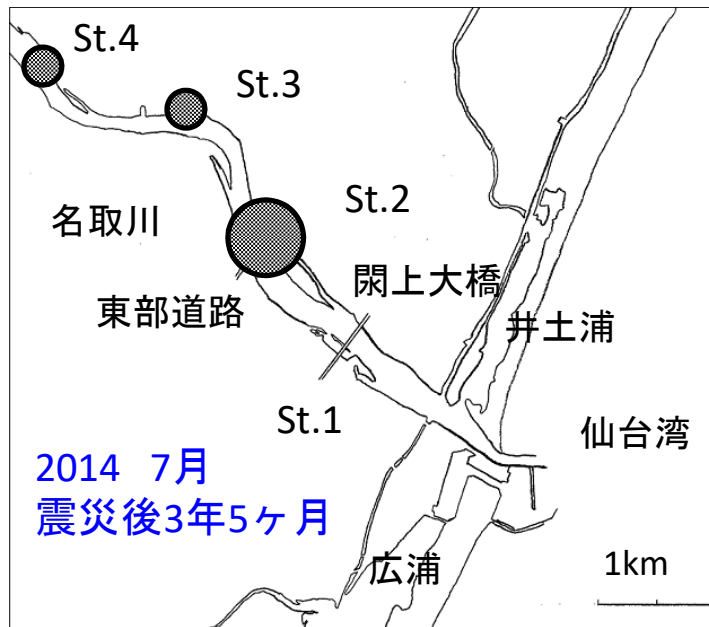 St.4
St.3
St.2
名取川
閖上大橋
東部道路
井土浦
St.1
仙台湾
2014 7月
震災後3年5ヶ月
広浦
1km